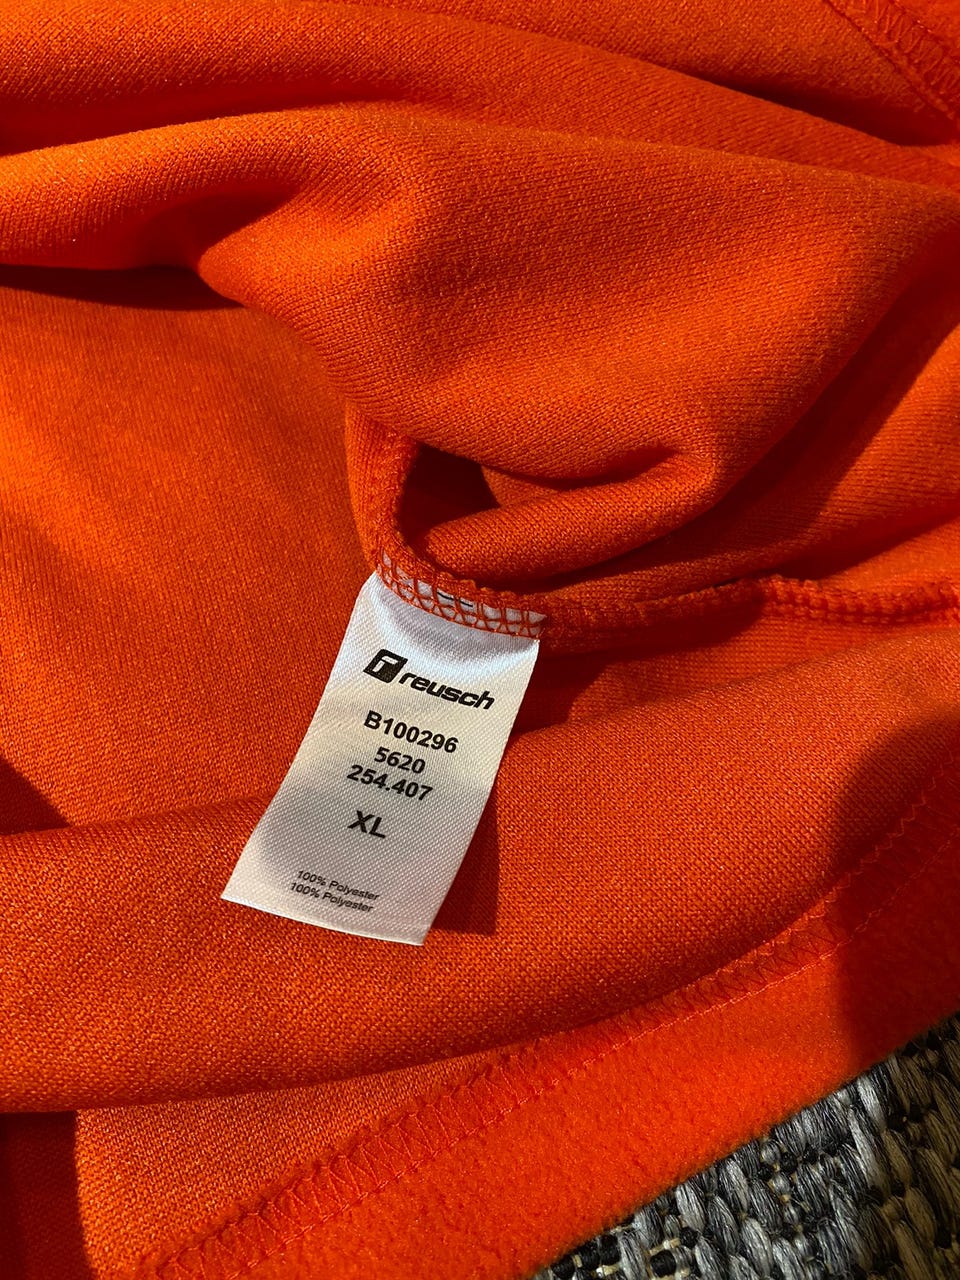 reusch
B100296
5620
254.407
XL
100% Polyester
100% Polyester